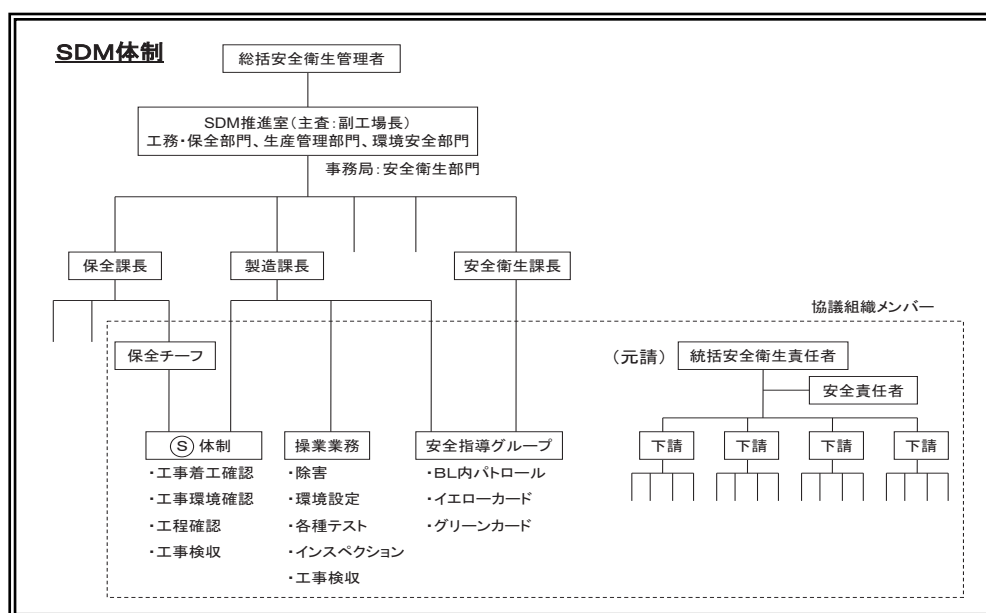 SDM体制
総括安全衛生管理者
SDM推進室(主査:副工場長)
工務・保全部門、生産管理部門、環境安全部門
事務局:安全衛生部門
保全課長
製造課長
安全衛生課長
協議組織メンバー
保全チーフ
(元請)
統括安全衛生責任者
安全責任者
Ⓢ体制
・工事着工確認
・工事環境確認
・工程確認
・工事検収
操業業務
・除害
・環境設定
・各種テスト
・インスペクション
・工事検収
安全指導グループ
・BL内パトロール
・イエローカード
・グリーンカード
下請
下請
下請
下請